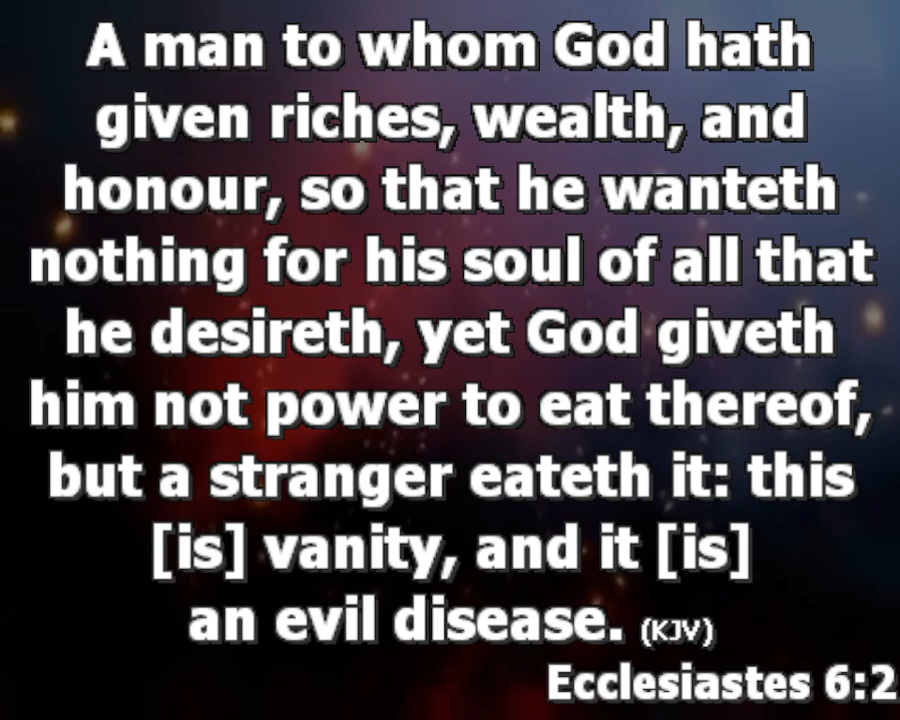 A man to whom God hath
given riches, wealth, and
honour, so that he wanteth
nothing for his soul of all that
he desireth, yet God giveth
him not power to eat thereof,
but a stranger eateth it: this
[is] vanity, and it [is]
an evil disease. (KJV)
Ecclesiastes 6:2